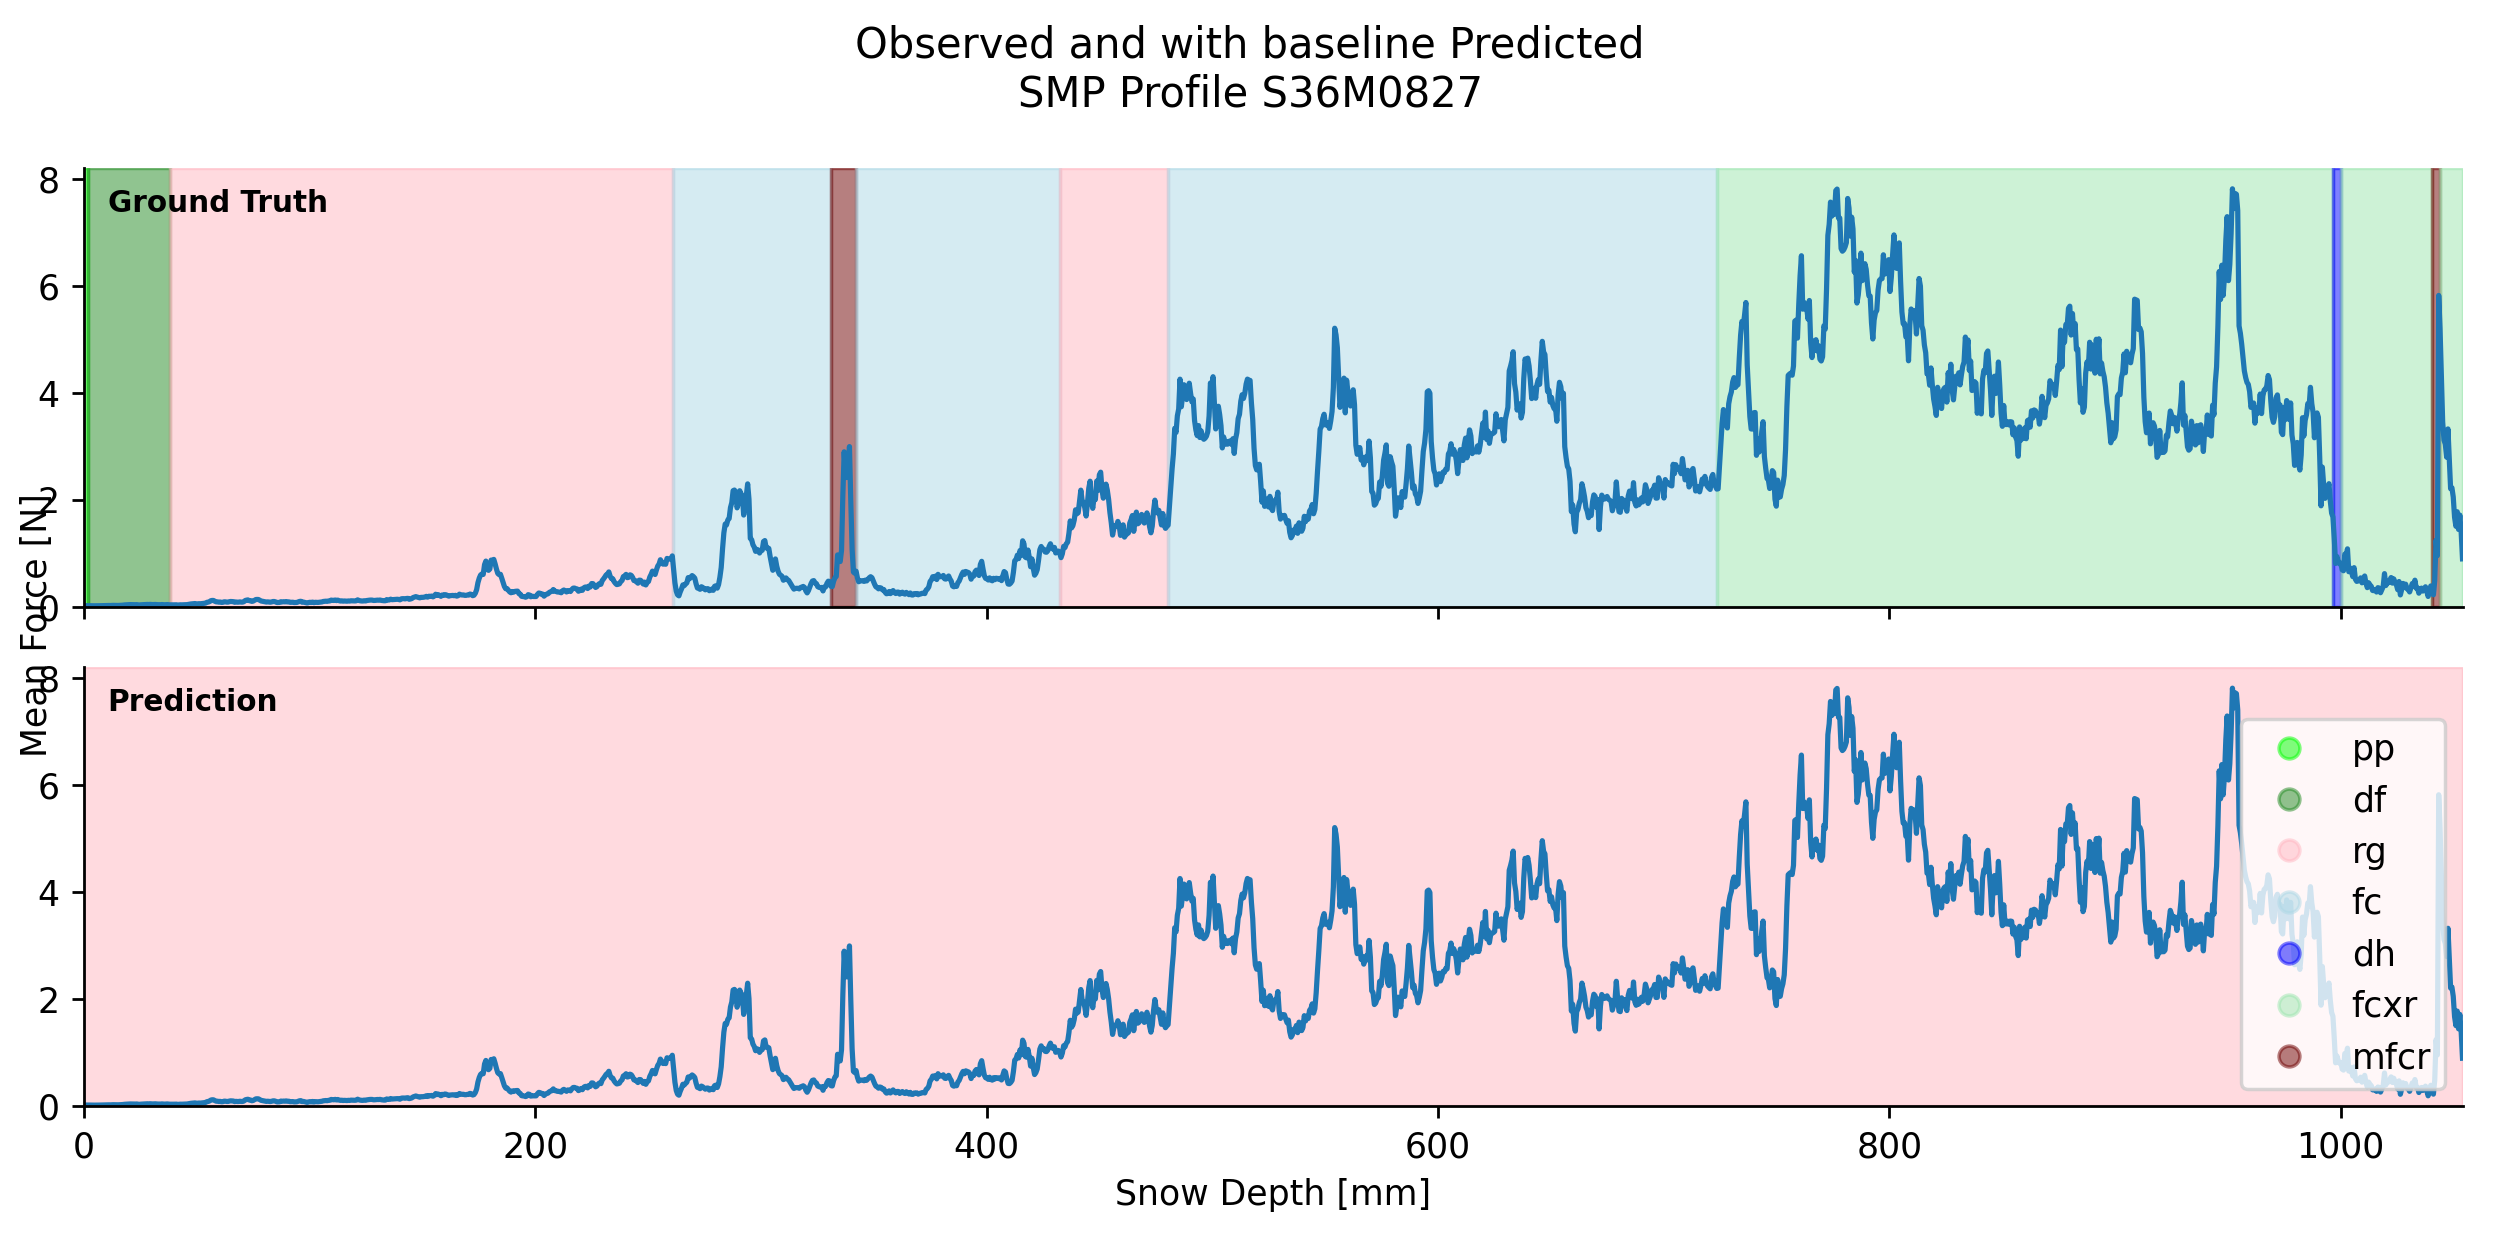 Observed and with baseline Predicted
SMP Profile S36M0827
Mean Force [N]
8
6
4
2
0
Ground Truth
8
6
4
2
0
Prediction
pp
df
rg
fc
dh
fcxr
mfcr
0 200 400 600 800 1000
Snow Depth [mm]